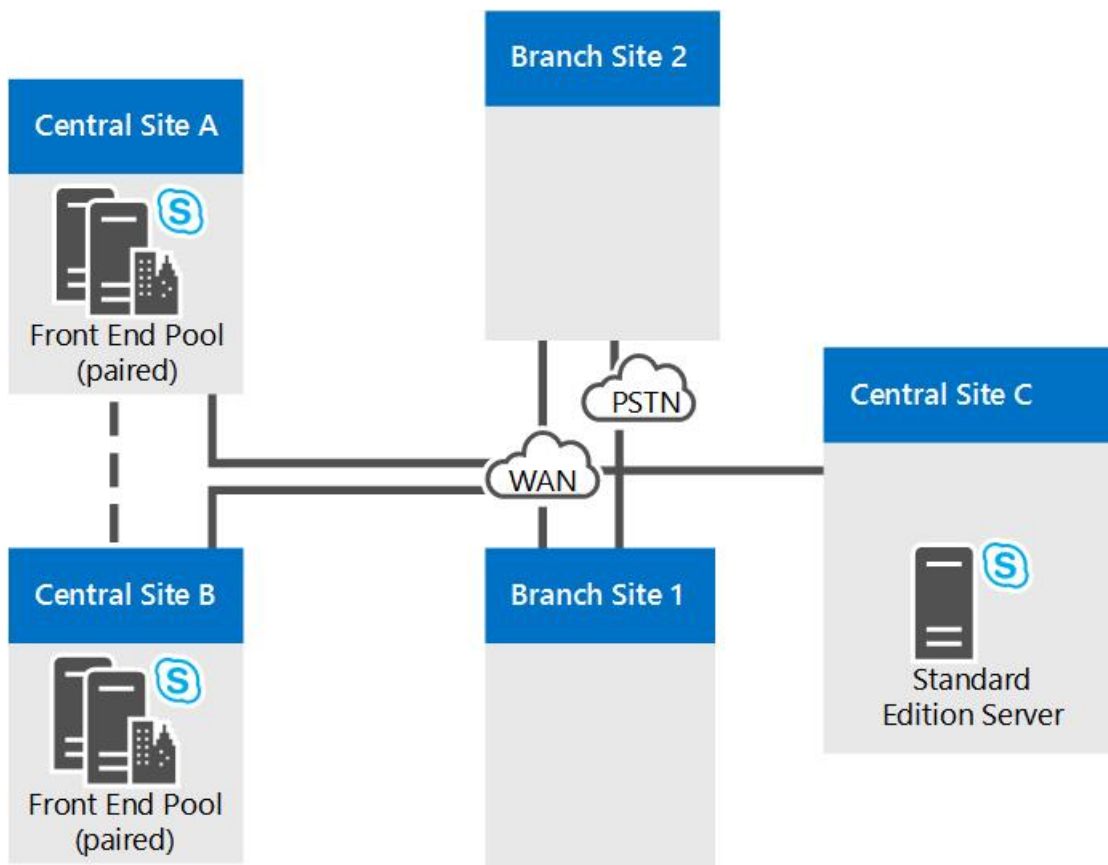 Central Site A
Front End Pool
(paired)
Central Site B
Front End Pool
(paired)
Branch Site 2
PSTN
WAN
Branch Site 1
Central Site C
Standard
Edition Server
S
S
S